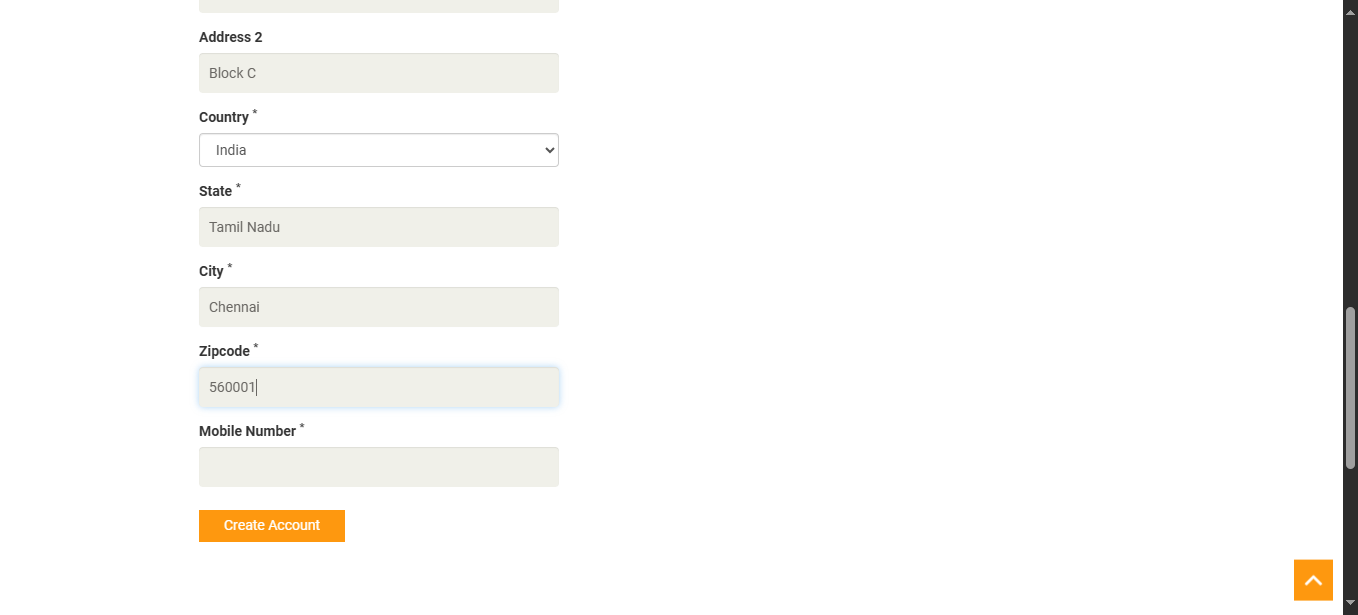 Address 2
Block C
Country *
India
State *
Tamil Nadu
City *
Chennai
Zipcode *
560001
Mobile Number *
Create Account